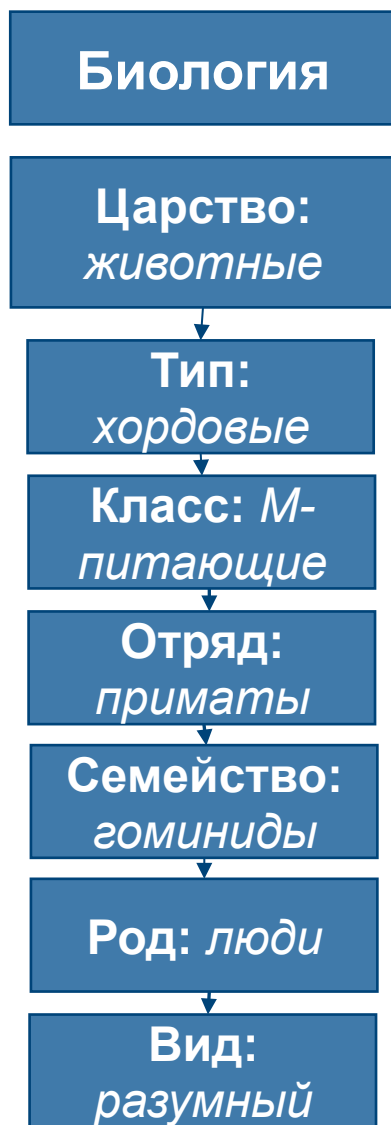 Биология
Царство:
животные
Тип:
хордовые
Класс: М-
питающие
Отряд:
приматы
Семейство:
гоминиды
Род: люди
Вид:
разумный